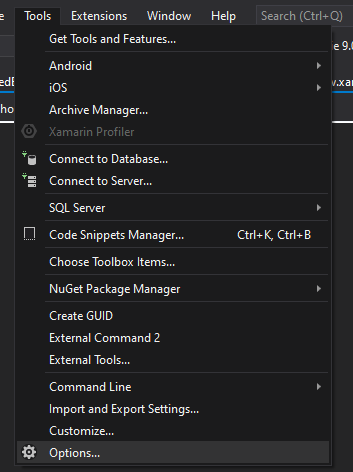 e Tools Extensions Window Help Search (Ctrl+Q)
Get Tools and Features...
e 9.0
Android
edE
w.xan
iOS
Archive Manager...
ho
Xamarin Profiler
Connect to Database...
Connect to Server...
SQL Server
Code Snippets Manager... Ctrl+K, Ctrl+B
Choose Toolbox Items...
NuGet Package Manager
Create GUID
External Command 2
External Tools...
Command Line
Import and Export Settings...
Customize...
Options...